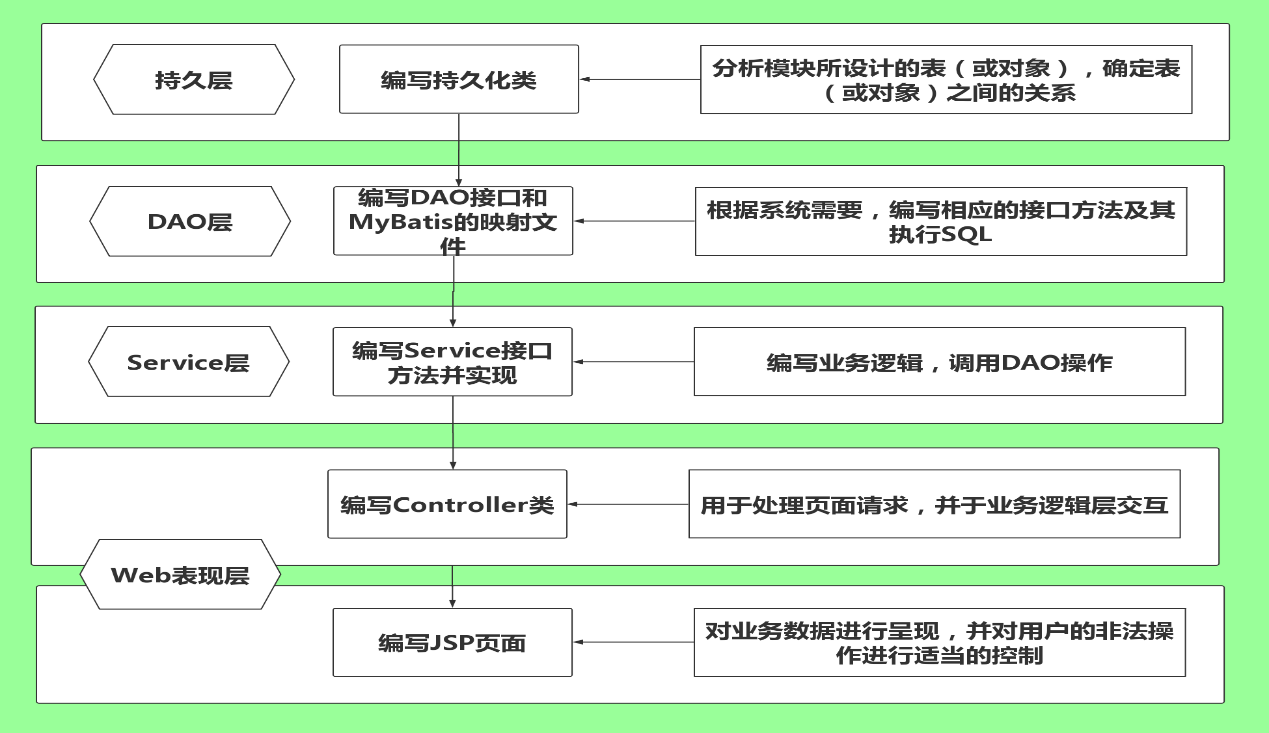 持久层
编写持久化类
分析模块所设计的表（或对象），确定表
（或对象）之间的关系
DAO层
编写DAO接口和
MyBatis的映射文
件
根据系统需要，编写相应的接口方法及其
执行SQL
Service层
编写Service接口
方法并实现
编写业务逻辑，调用DAO操作
编写Controller类
用于处理页面请求，并于业务逻辑层交互
Web表现层
编写JSP页面
对业务数据进行呈现，并对用户的非法操
作进行适当的控制